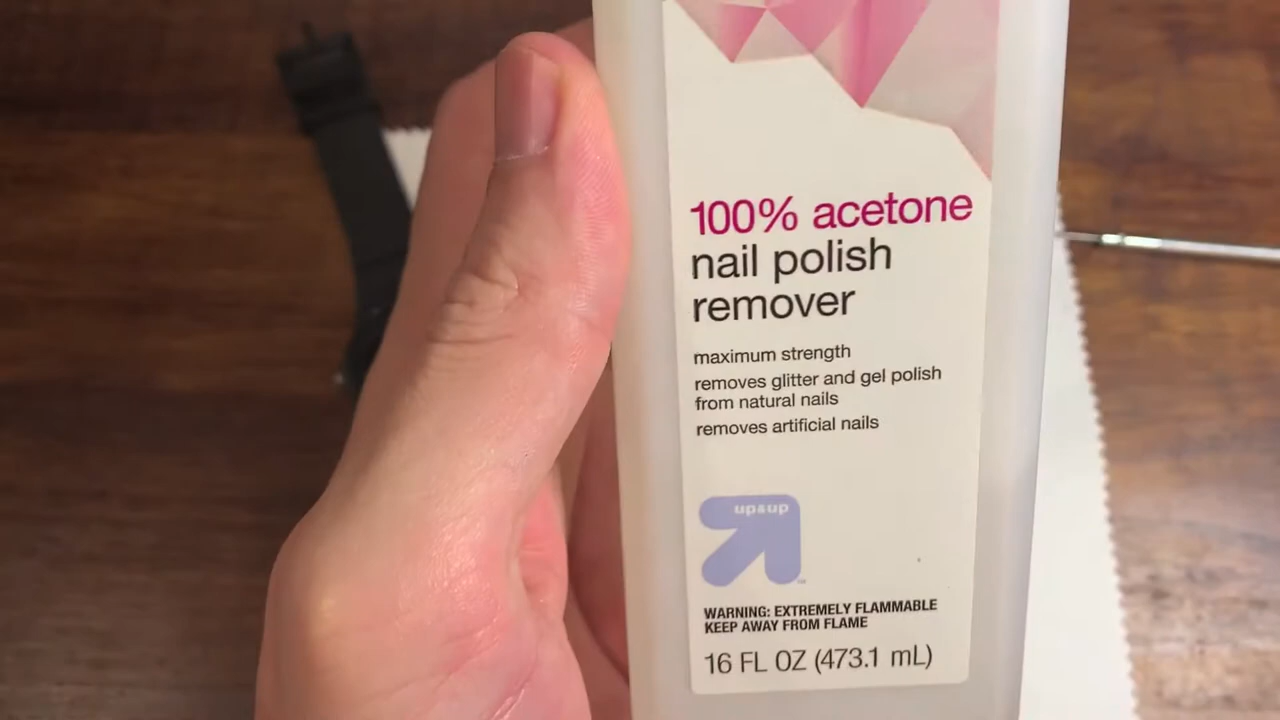 100% acetone
nail polish
remover
maximum strength
removes glitter and gel polish
from natural nails
removes artificial nails
up&up
WARNING: EXTREMELY FLAMMABLE
KEEP AWAY FROM FLAME
16 FL OZ (473.1 mL)